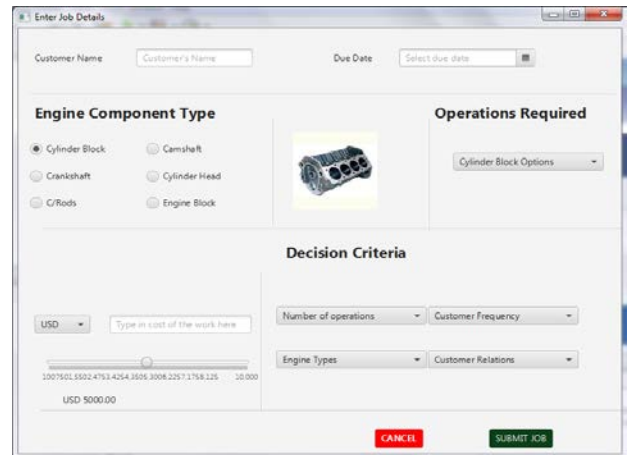 Enter Job Details
Customer Name Customer's Name Due Date Select due date
Engine Component Type Operations Required
Cylinder Block Camshaft Cylinder Block Options
Crankshaft Cylinder Head
C/Rods Engine Block
Decision Criteria
Number of operations Customer Frequency
USD Type in cost of the work here
Engine Types Customer Relations
10,000
USD 5000.00
CANCEL SUBMIT JOB